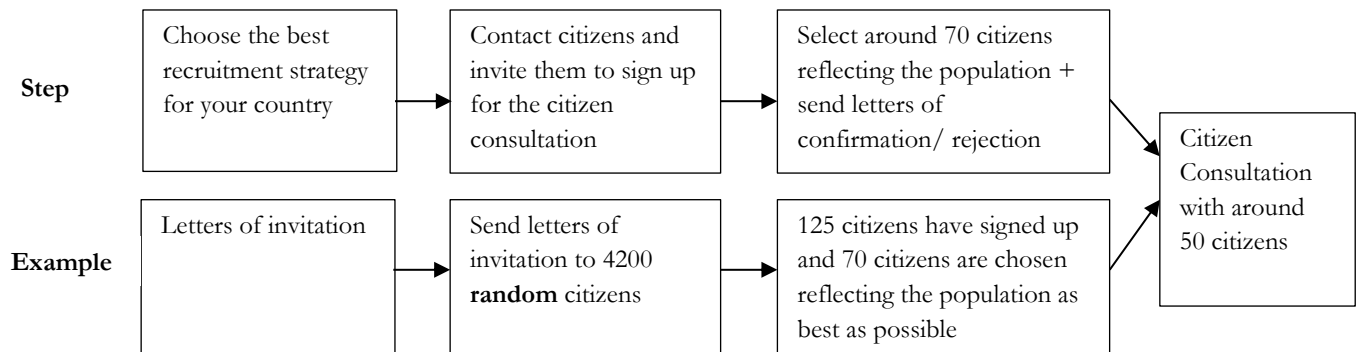 Step
Choose the best
recruitment strategy
for your country
Contact citizens and
invite them to sign up
for the citizen
consultation
Select around 70 citizens
reflecting the population +
send letters of
confirmation/ rejection
Example
Letters of invitation
Send letters of
invitation to 4200
random citizens
125 citizens have signed up
and 70 citizens are chosen
reflecting the population as
best as possible
Citizen
Consultation
with around
50 citizens